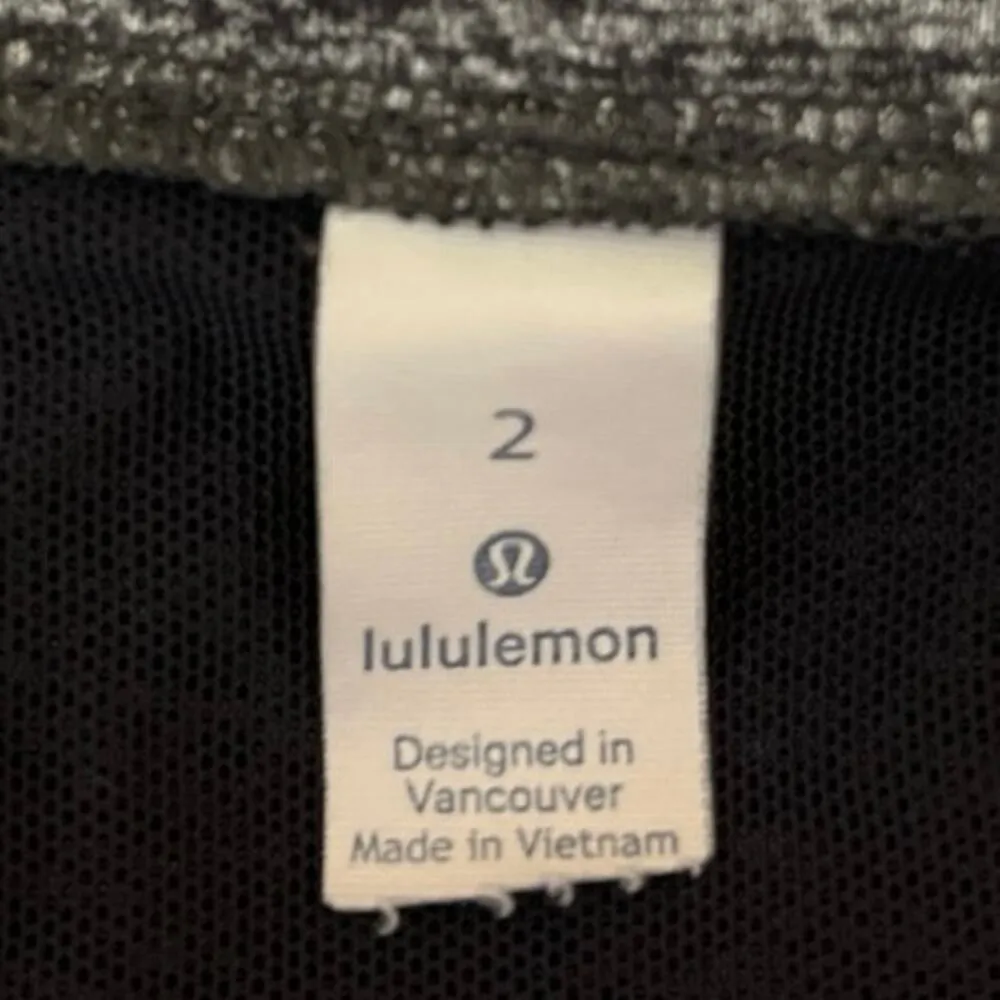 2
lululemon
Designed in
Vancouver
Made in Vietnam